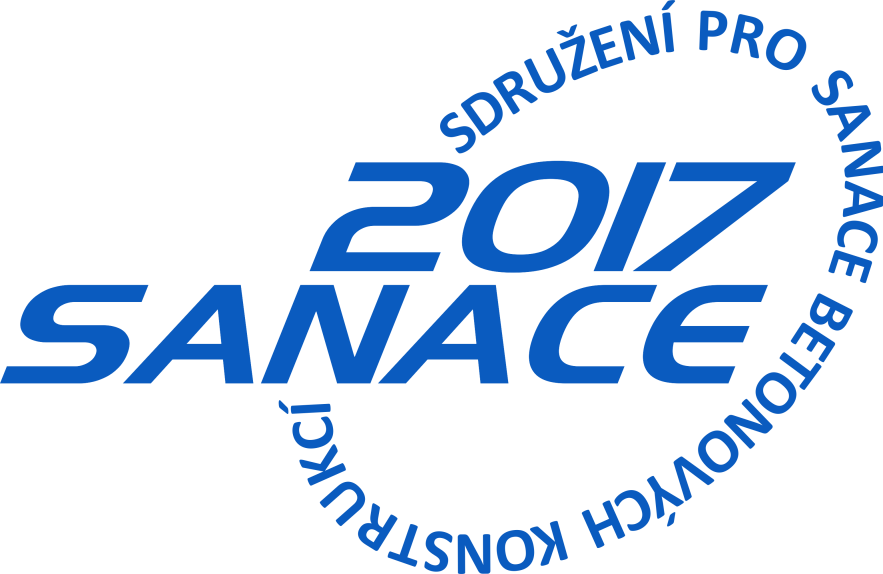 2017
SANACE
SDRUŽENÍ PRO SANACE BETONOVÝCH KONSTRUKCÍ